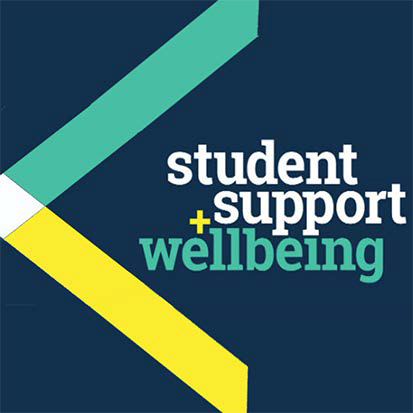 student
support
+
wellbeing